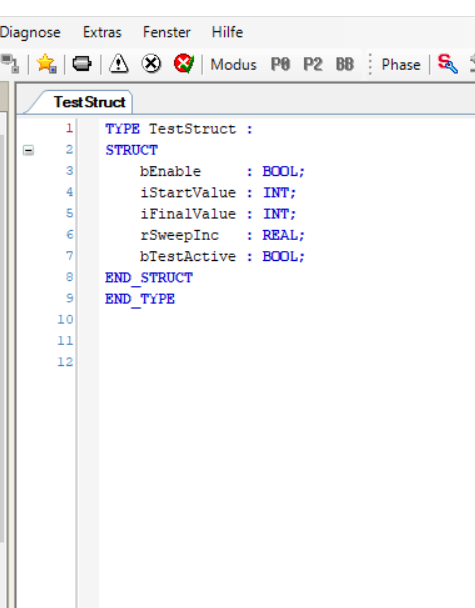 Diagnose Extras Fenster Hilfe
Modus P0 P2 BB Phase S
TestStruct
1 TYPE TestStruct :
2 STRUCT
3 bEnable : BOOL;
4 iStartValue : INT;
5 iFinalValue : INT;
6 rSweepInc : REAL;
7 bTestActive : BOOL;
8 END_STRUCT
9 END_TYPE
10
11
12